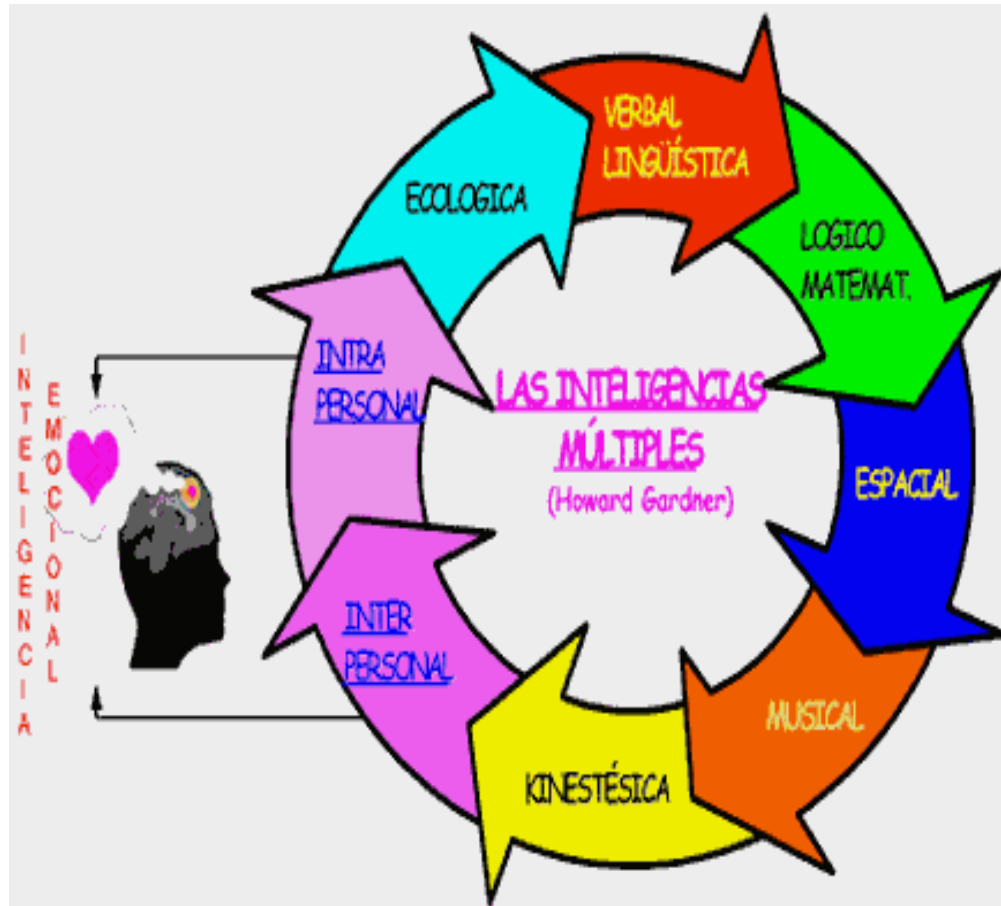 LAS INTELIGENCIAS
MÚLTIPLES
(Howard Gardner)
VERBAL
LINGÜÍSTICA
LOGICO
MATEMAT.
ESPACIAL
MUSICAL
KINESTÉSICA
INTER
PERSONAL
INTRA
PERSONAL
ECOLOGICA
INTELIGENCIA
EMOCIONAL